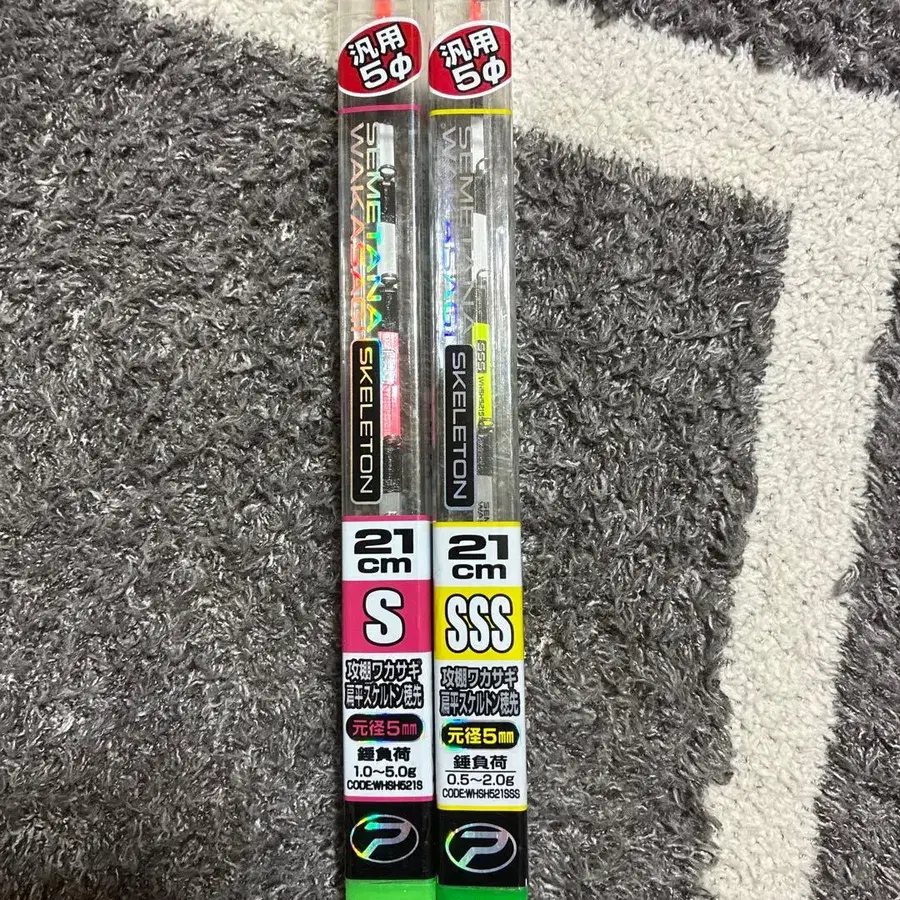 汎用
5Φ
SEMETANA
WAKASAGI
SKELETON
21
cm
S
攻棚ワカサギ
扁平スケルトン穂先
元径5mm
錘負荷
1.0~5.0g
CODE:WHSH521S
汎用
5Φ
SEMETANA
WAKASAGI
SSS
SKELETON
21
cm
SSS
攻棚ワカサギ
扁平スケルトン穂先
元径5mm
錘負荷
0.5~2.0g
CODE:WHSH521SSS